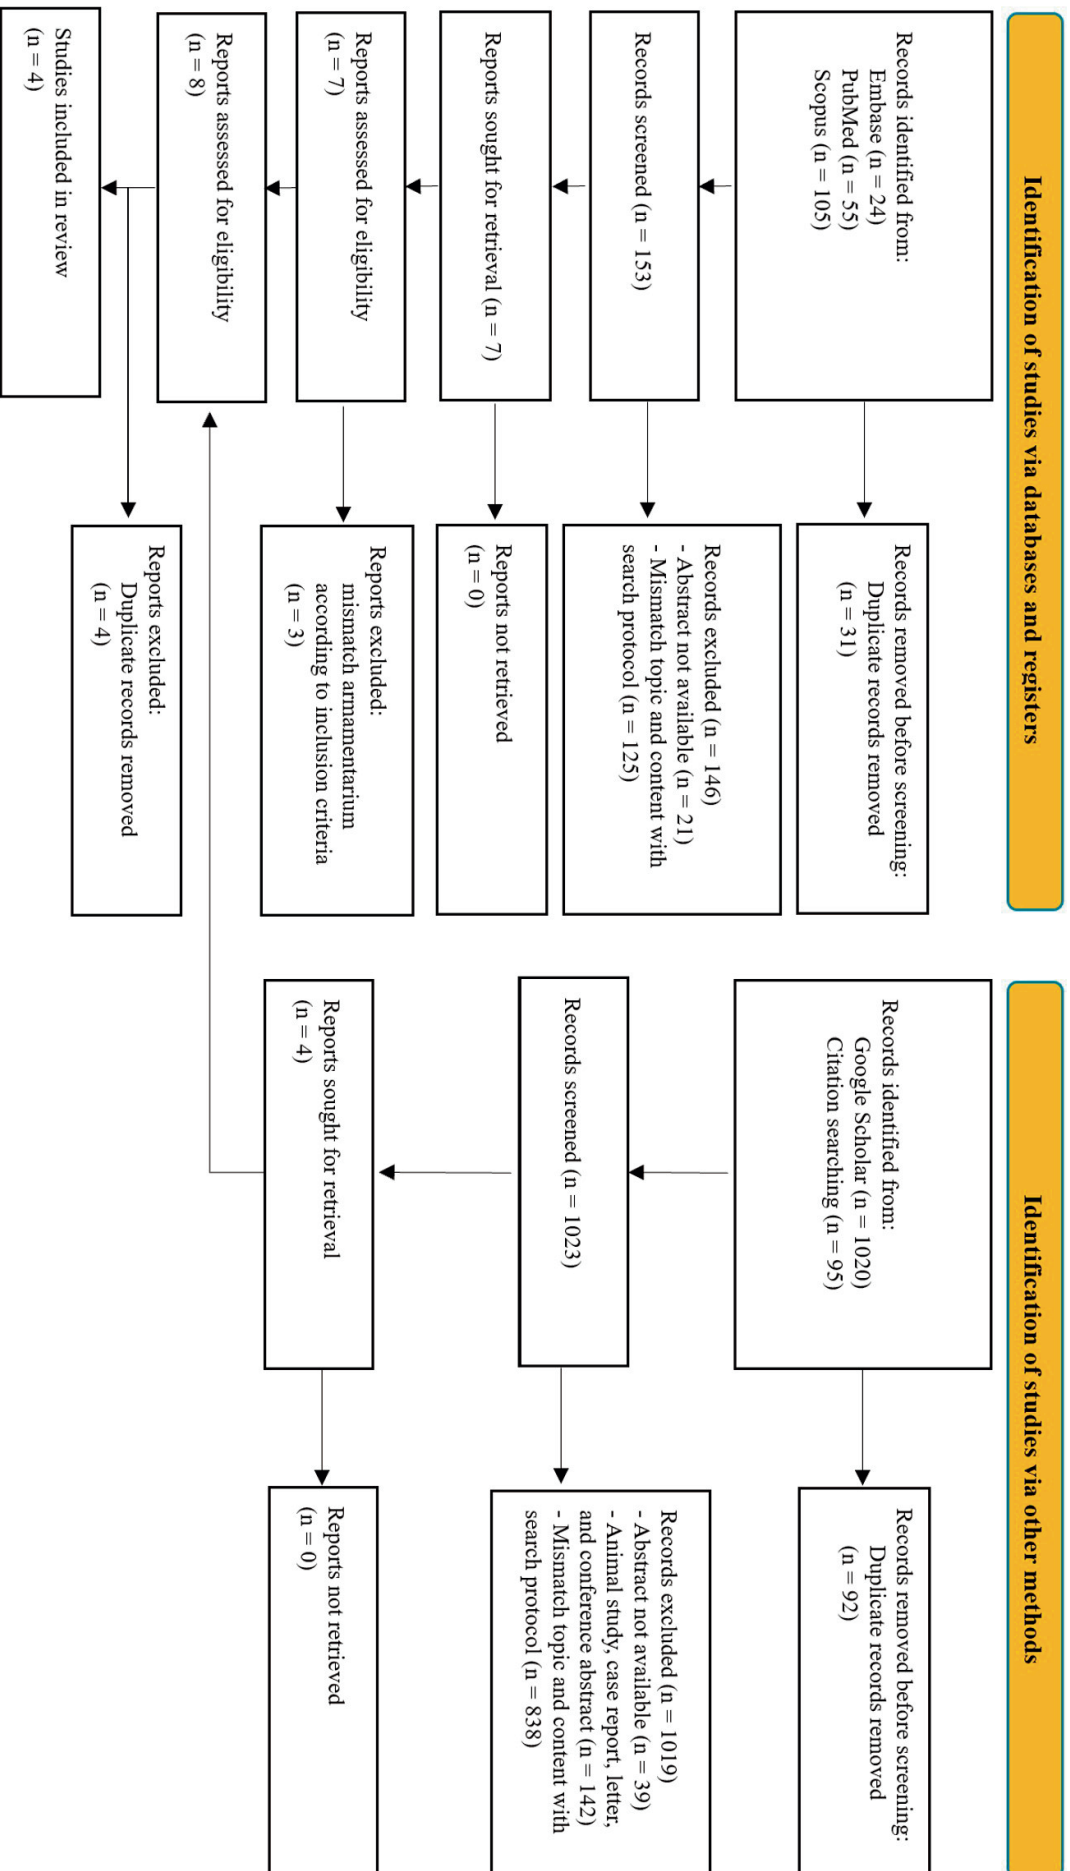 Identification of studies via databases and registers
Records identified from:
Embase (n = 24)
PubMed (n = 55)
Scopus (n = 105)
Records removed before screening:
Duplicate records removed
(n = 31)
Records screened (n = 153)
Records excluded (n = 146)
- Abstract not available (n = 21)
- Mismatch topic and content with
search protocol (n = 125)
Reports sought for retrieval (n = 7)
Reports not retrieved
(n = 0)
Reports assessed for eligibility
(n = 7)
Reports excluded:
mismatch armamentarium
according to inclusion criteria
(n = 3)
Reports assessed for eligibility
(n = 8)
Reports excluded:
Duplicate records removed
(n = 4)
Studies included in review
(n = 4)
Identification of studies via other methods
Records identified from:
Google Scholar (n = 1020)
Citation searching (n = 95)
Records removed before screening:
Duplicate records removed
(n = 92)
Records screened (n = 1023)
Records excluded (n = 1019)
- Abstract not available (n = 39)
- Animal study, case report, letter,
and conference abstract (n = 142)
- Mismatch topic and content with
search protocol (n = 838)
Reports sought for retrieval
(n = 4)
Reports not retrieved
(n = 0)